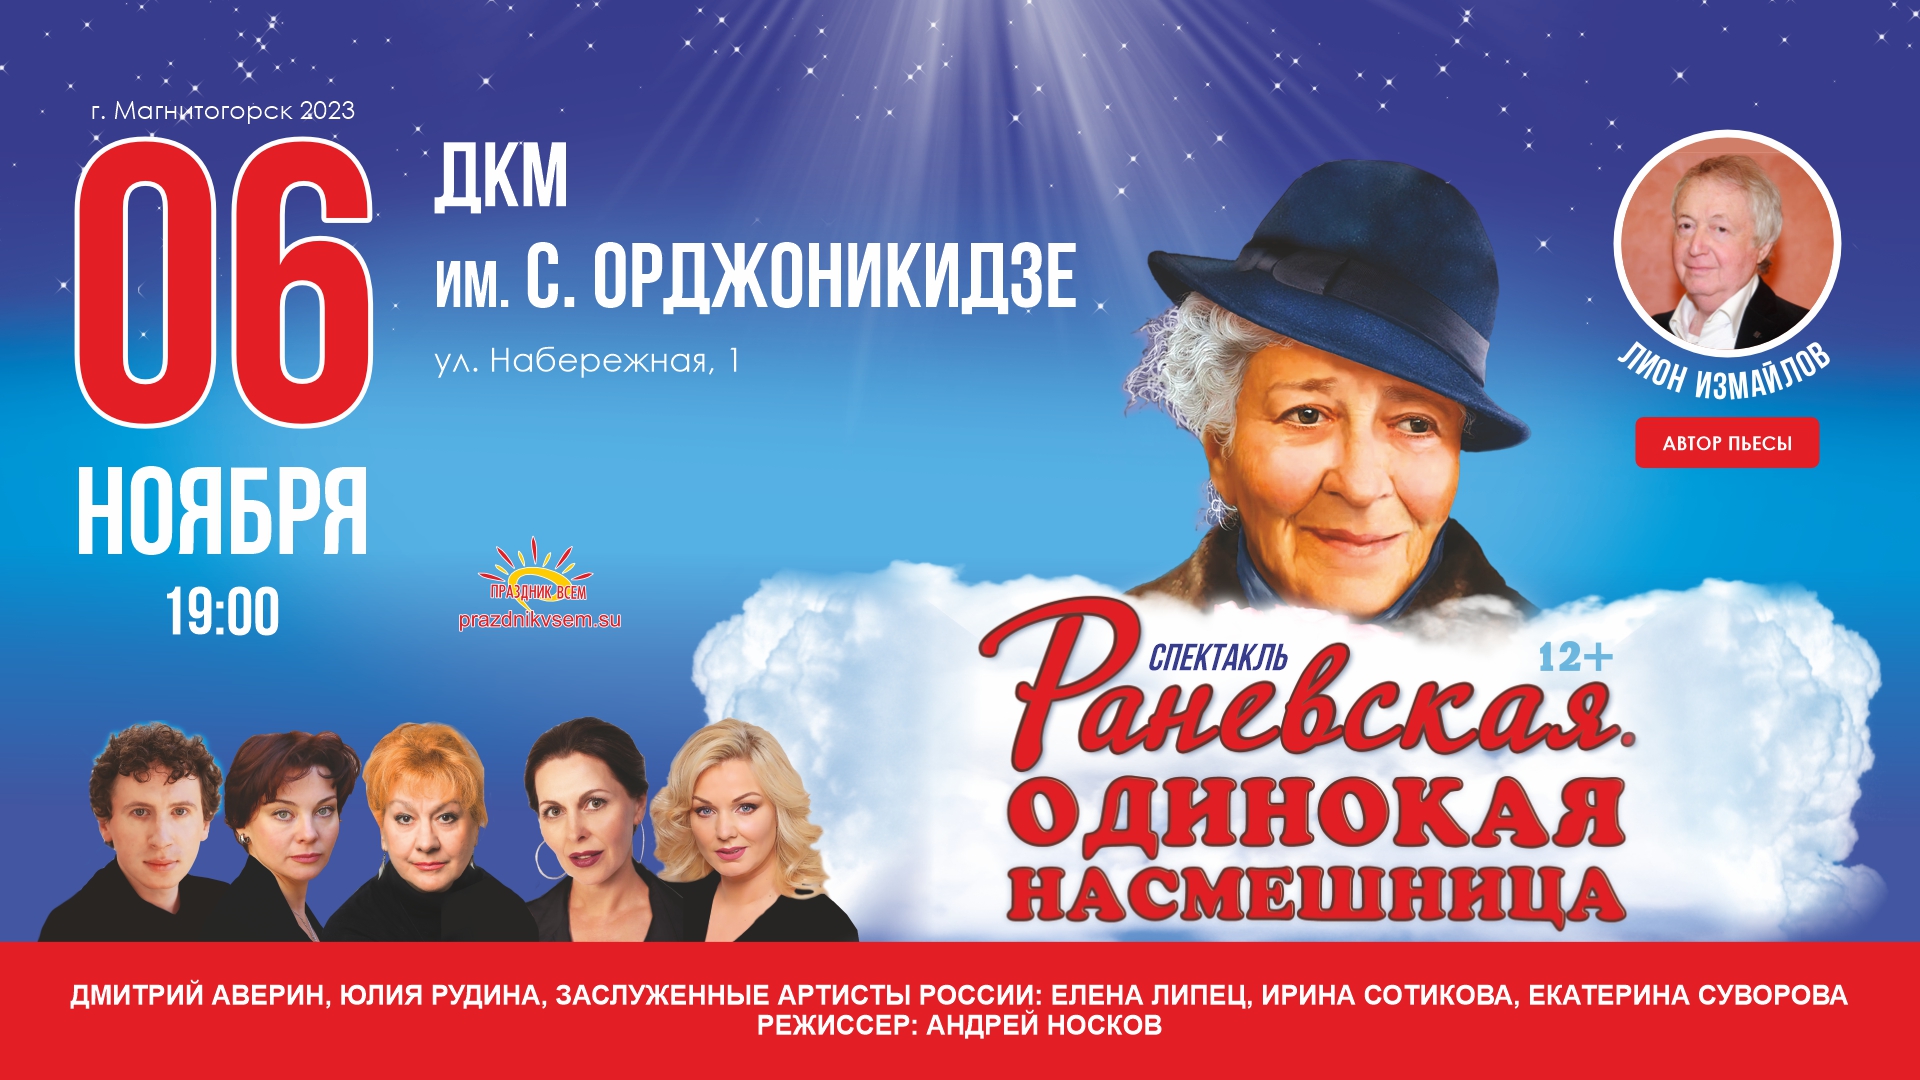 г. Магнитогорск 2023
06
НОЯБРЯ
19:00
ДКМ
им. С. ОРДЖОНИКИДЗЕ
ул. Набережная, 1
ПРАЗДНИК ВСЕМ
prazdnikvsem.su
ЛИОН ИЗМАЙЛОВ
АВТОР ПЬЕСЫ
СПЕКТАКЛЬ
12+
Раневская.
ОДИНОКАЯ
НАСМЕШНИЦА
ДМИТРИЙ АВЕРИН, ЮЛИЯ РУДИНА, ЗАСЛУЖЕННЫЕ АРТИСТЫ РОССИИ: ЕЛЕНА ЛИПЕЦ, ИРИНА СОТИКОВА, ЕКАТЕРИНА СУВОРОВА
РЕЖИССЕР: АНДРЕЙ НОСКОВ